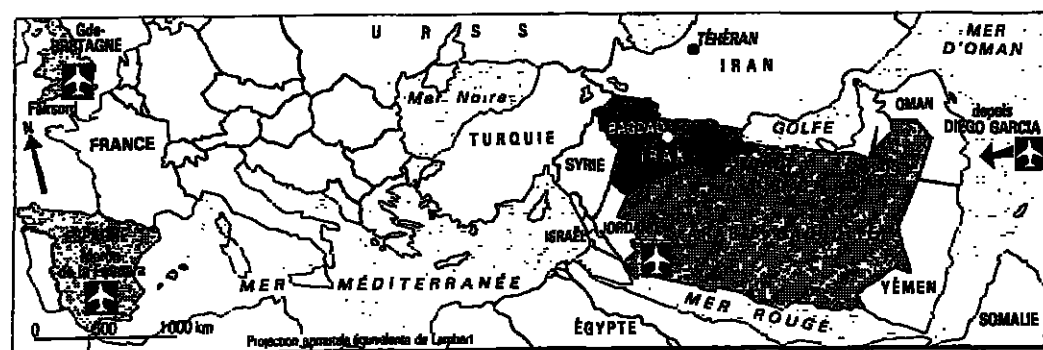 Gde-
BRETAGNE
U R S S
TÉHÉRAN
IRAN
MER
D'OMAN
Mer Noire
Fairford
N
FRANCE
TURQUIE
BAGDAD
IRAK
GOLFE
OMAN
depuis
DIEGO GARCIA
SYRIE
ISRAËL
JORDANIE
MER MÉDITERRANÉE
MER ROUGE
YÉMEN
ÉGYPTE
SOMALIE
de la Frontera
0 500 1000 km
Projection azimutale équivalente de Lambert